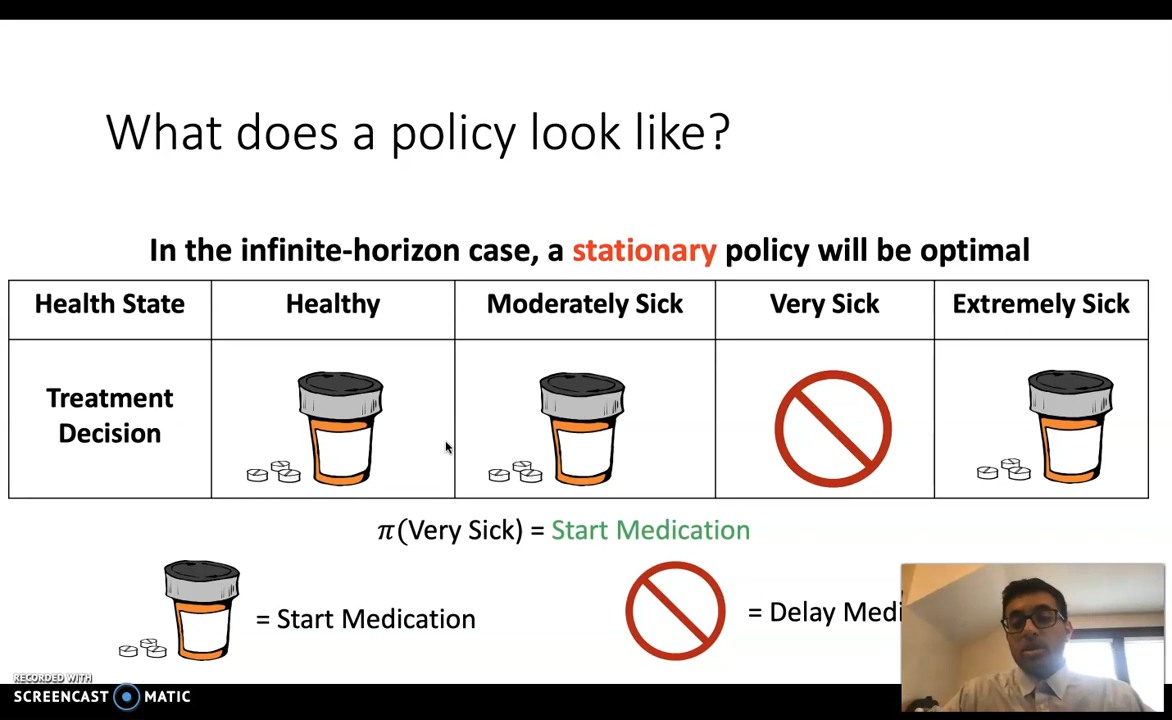 What does a policy look like?
In the infinite-horizon case, a stationary policy will be optimal
Health State Healthy Moderately Sick Very Sick Extremely Sick
Treatment
Decision
π(Very Sick) = Start Medication
= Start Medication
= Delay Medi
RECORDED WITH
SCREENCAST MATIC